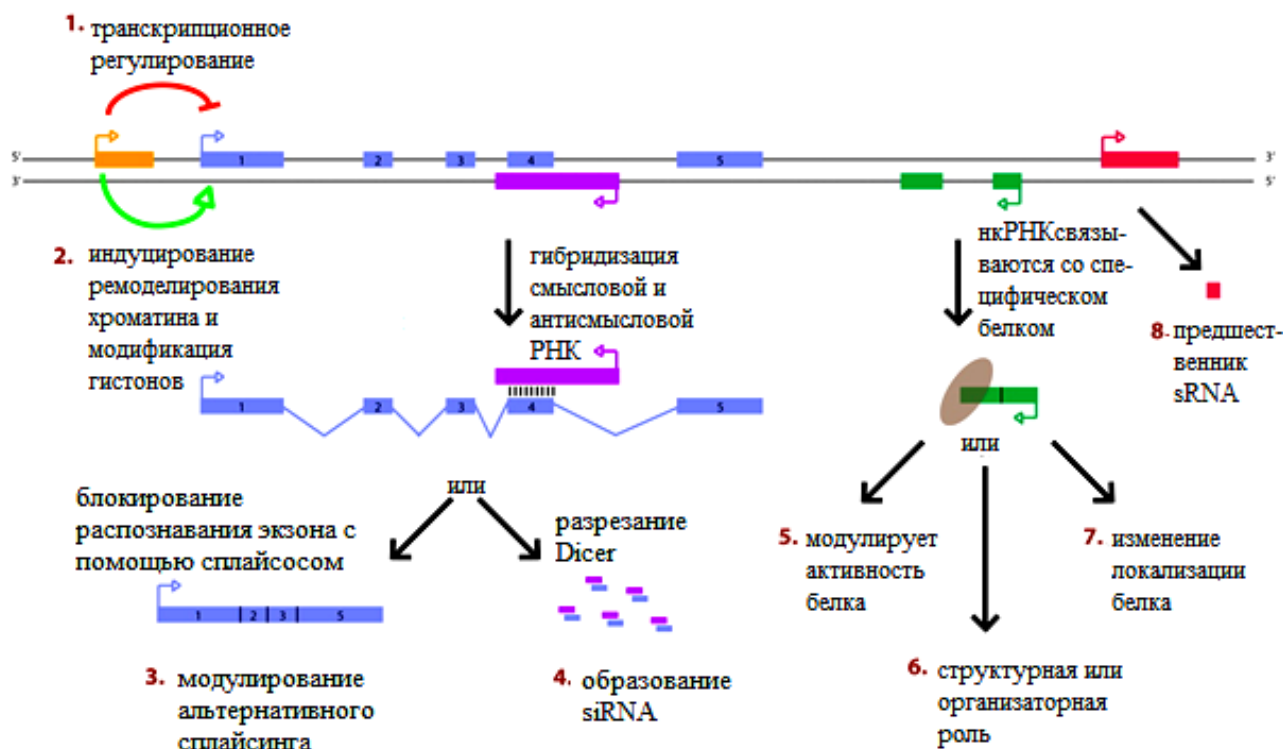 1. транскрипционное
регулирование
5' 1 2 3 4 5 3'
3' 5'
2. индуцирование
ремоделирования
хроматина и
модификация
гистонов
гибридизация
смысловой и
антисмысловой
РНК
нкРНКсвязы-
ваются со спе-
цифическом
белком
8. предшест-
венник
sRNA
1 2 3 4 5
или
или
блокирование
распознавания экзона с
помощью сплайсосом
1 2 3 5
разрезание
Dicer
3. модулирование
альтернативного
сплайсинга
4. образование
siRNA
5. модулирует
активность
белка
6. структурная или
организаторная
роль
7. изменение
локализации
белка